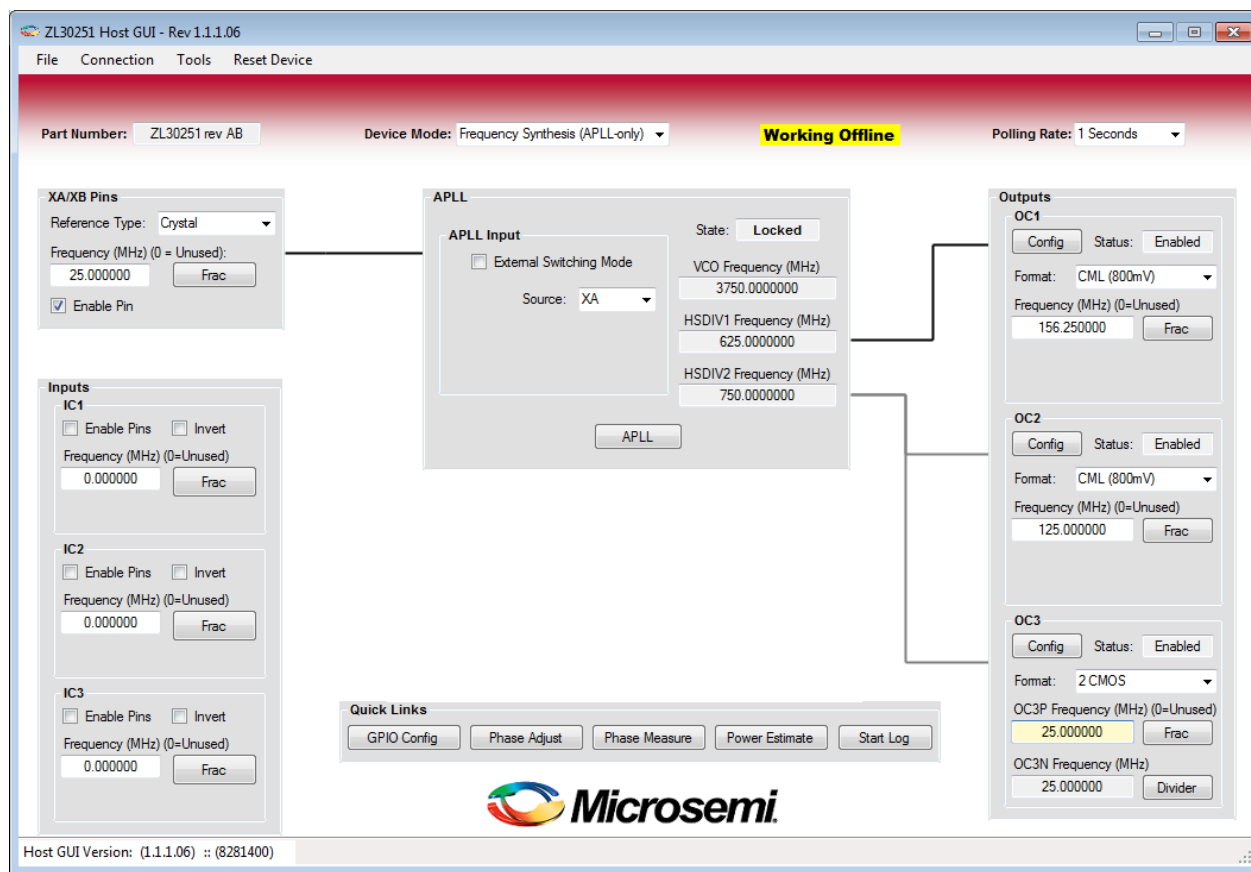 ZL30251 Host GUI - Rev 1.1.1.06
File Connection Tools Reset Device
Part Number: ZL30251 rev AB Device Mode: Frequency Synthesis (APLL-only) Working Offline Polling Rate: 1 Seconds
XA/XB Pins
Reference Type: Crystal
Frequency (MHz) (0 = Unused):
25.000000 Frac
Enable Pin
Inputs
IC1
Enable Pins Invert
Frequency (MHz) (0=Unused)
0.000000 Frac
IC2
Enable Pins Invert
Frequency (MHz) (0=Unused)
0.000000 Frac
IC3
Enable Pins Invert
Frequency (MHz) (0=Unused)
0.000000 Frac
APLL
APLL Input
External Switching Mode
Source: XA
State: Locked
VCO Frequency (MHz)
3750.0000000
HSDIV1 Frequency (MHz)
625.0000000
HSDIV2 Frequency (MHz)
750.0000000
APLL
Outputs
OC1
Config Status: Enabled
Format: CML (800mV)
Frequency (MHz) (0=Unused)
156.250000 Frac
OC2
Config Status: Enabled
Format: CML (800mV)
Frequency (MHz) (0=Unused)
125.000000 Frac
OC3
Config Status: Enabled
Format: 2 CMOS
OC3P Frequency (MHz) (0=Unused)
25.000000 Frac
OC3N Frequency (MHz)
25.000000 Divider
Quick Links
GPIO Config Phase Adjust Phase Measure Power Estimate Start Log
Microsemi.
Host GUI Version: (1.1.1.06) :: (8281400)